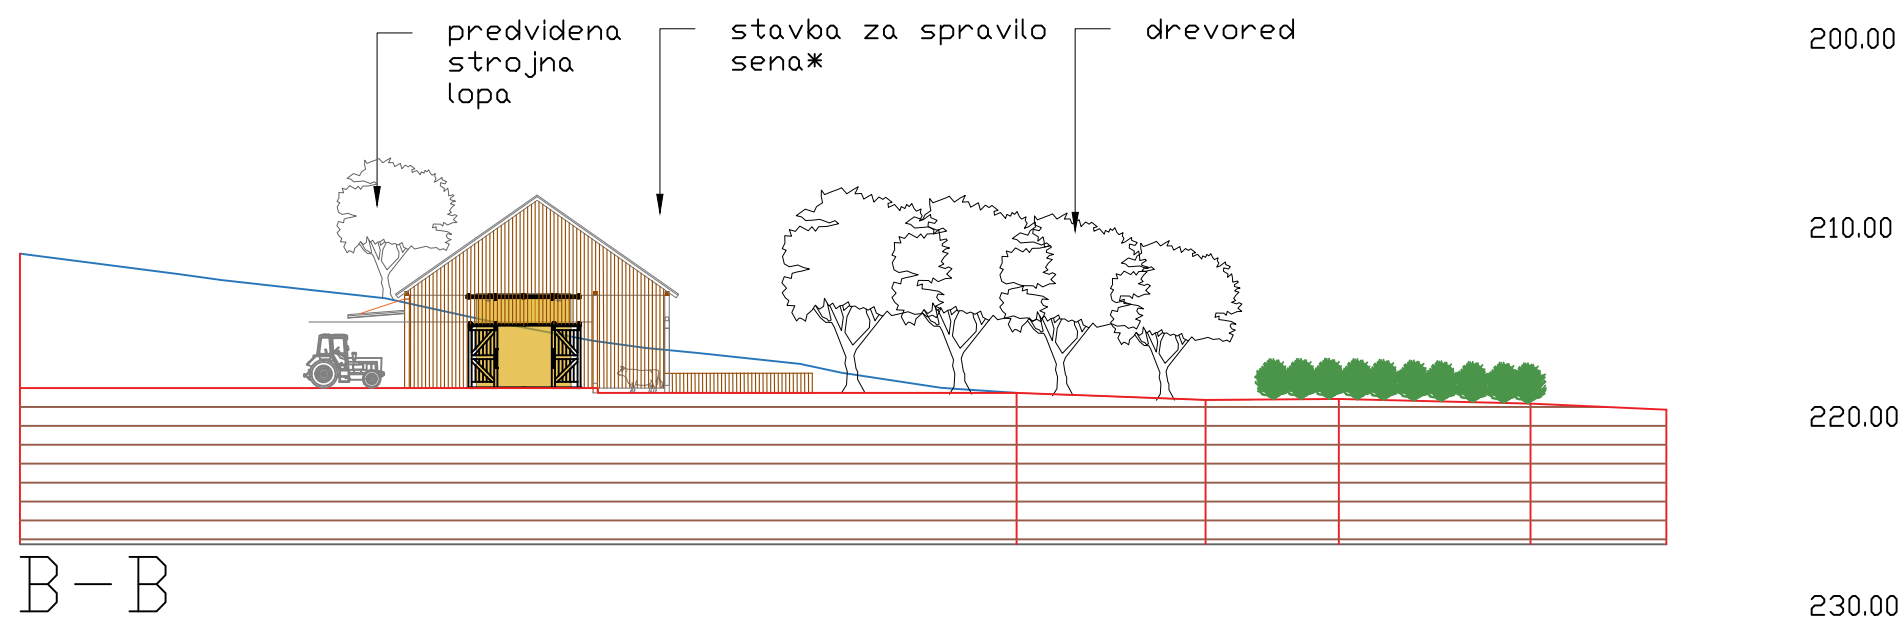 predvidena
strojna
lopa
stavba za spravilo
sena*
drevored
200.00
210.00
220.00
230.00
B-B